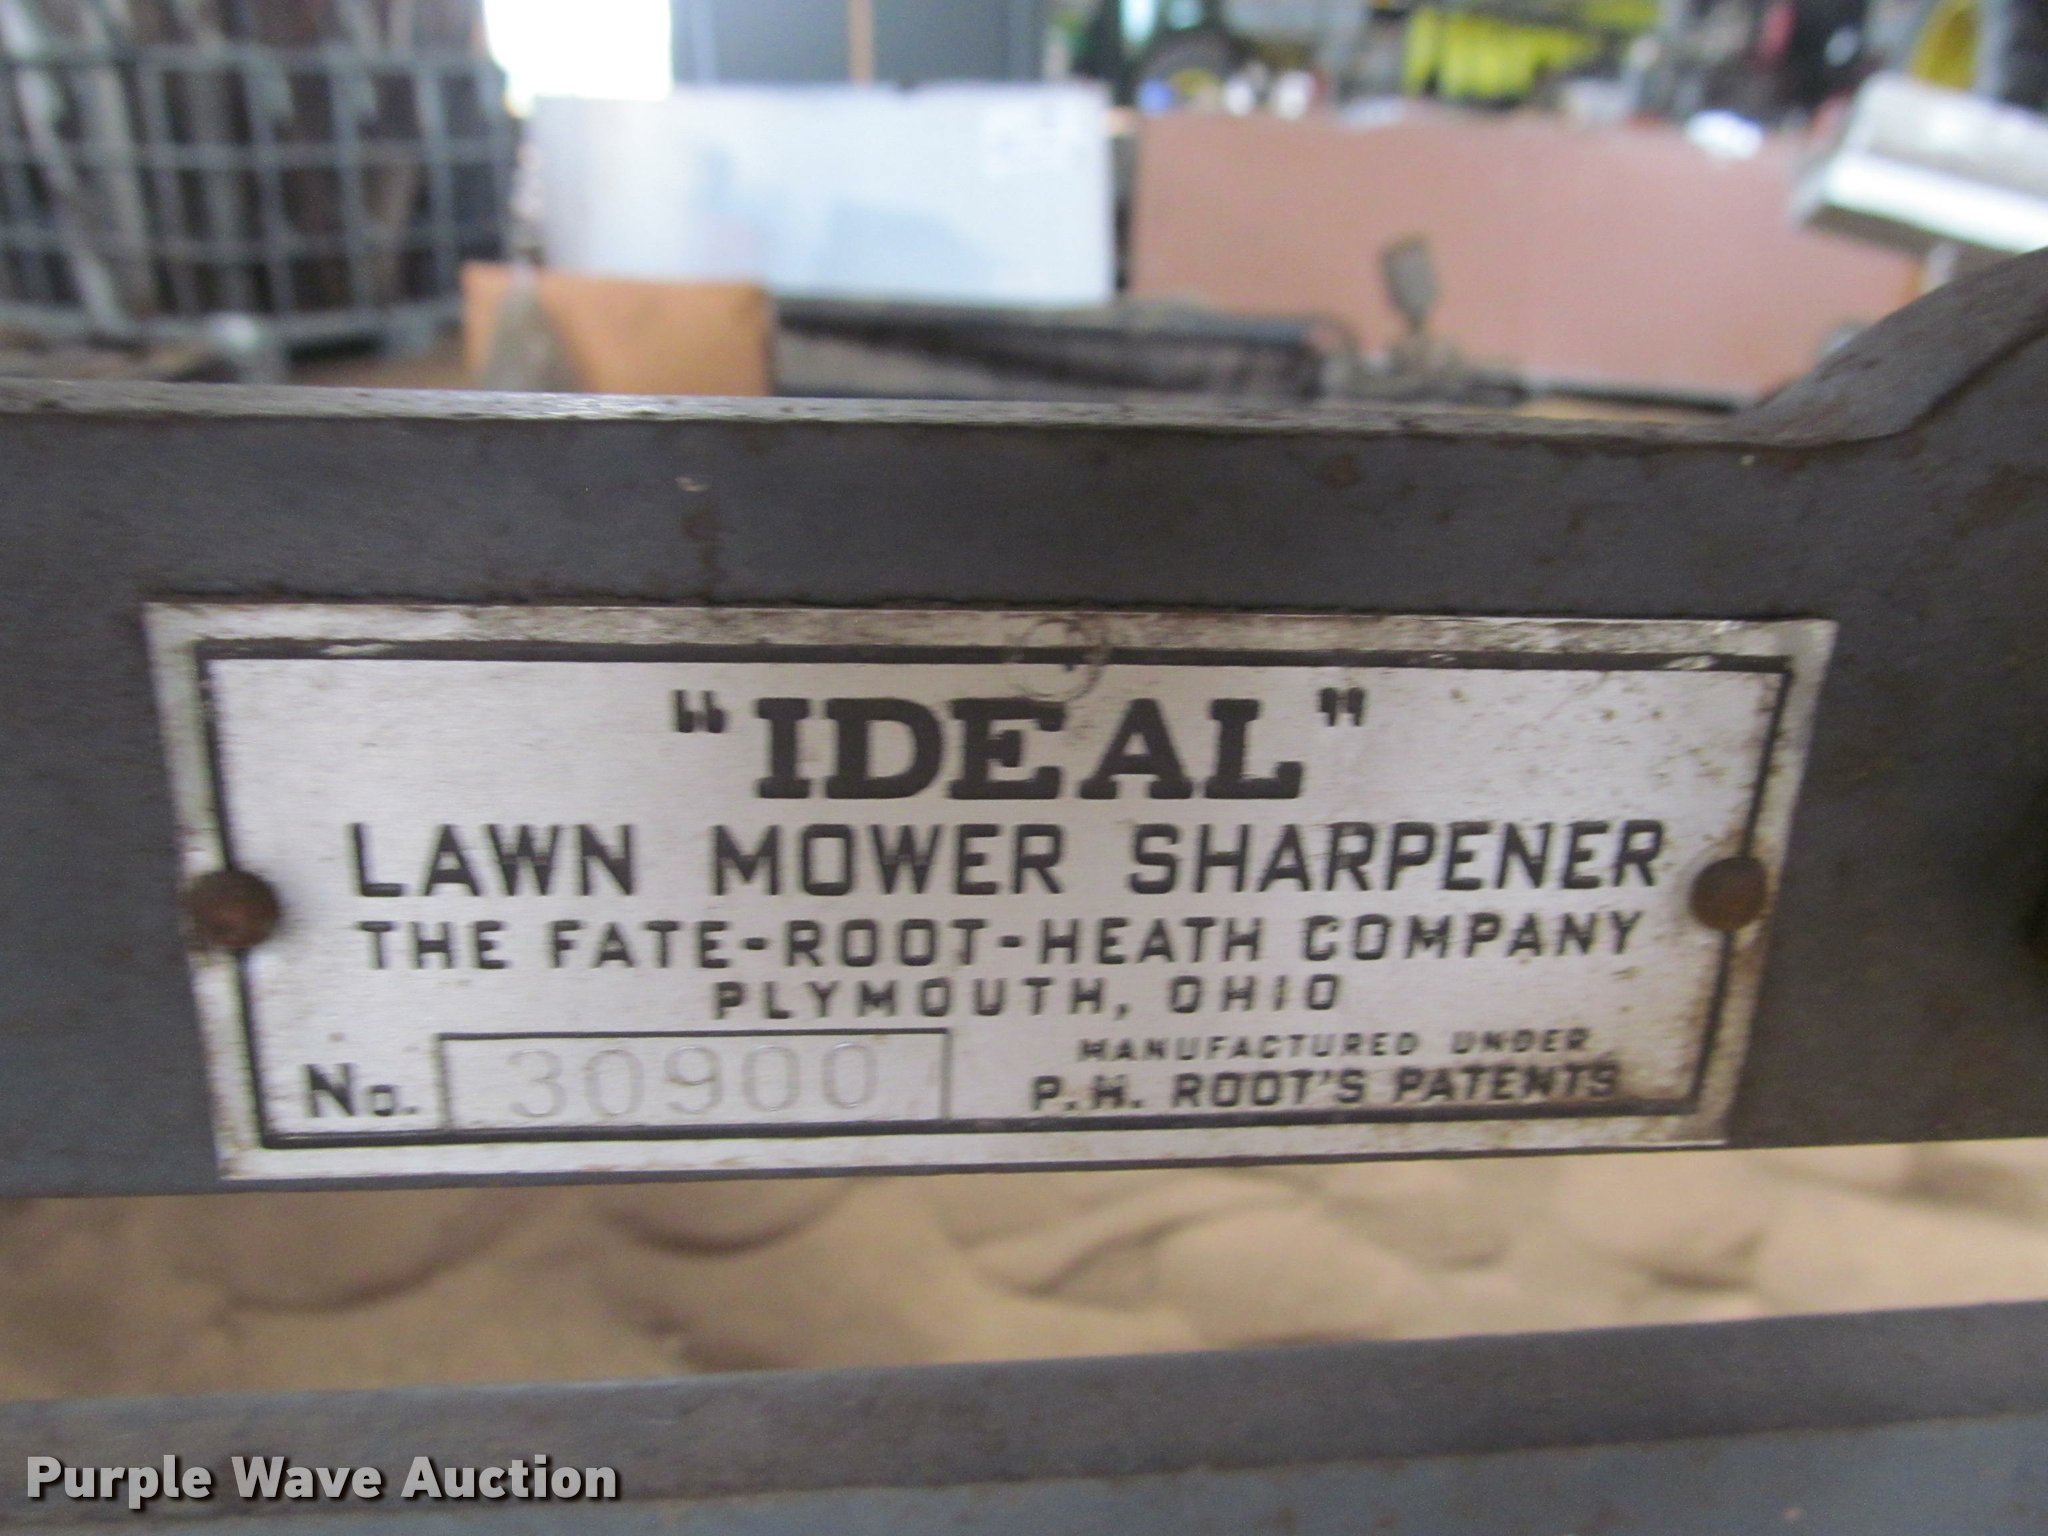 "IDEAL"
LAWN MOWER SHARPENER
THE FATE-ROOT-HEATH COMPANY
PLYMOUTH, OHIO
No. 30900
MANUFACTURED UNDER
P.H. ROOT'S PATENTS
Purple Wave Auction